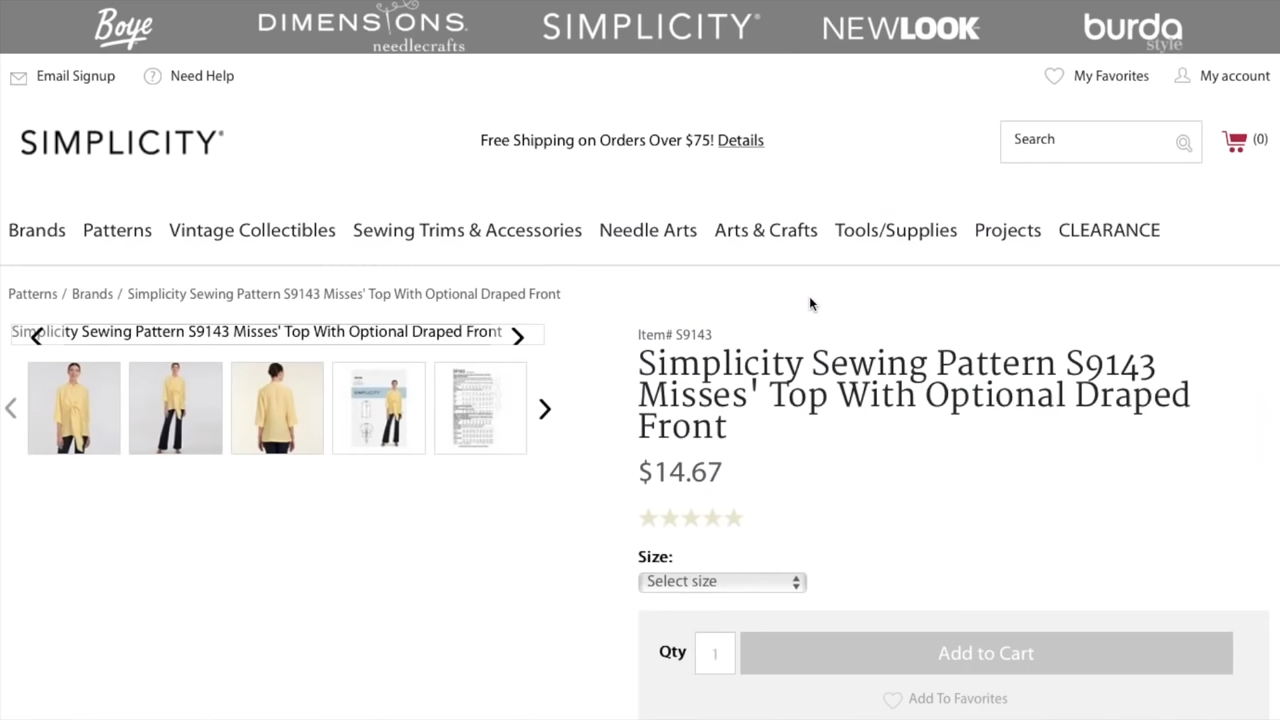 Boye
DIMENSIONS®
needlecrafts
SIMPLICITY®
NEWLOOK
burda
style
Email Signup
Need Help
My Favorites
My account
SIMPLICITY®
Free Shipping on Orders Over $75! Details
Search
(0)
Brands Patterns Vintage Collectibles Sewing Trims & Accessories Needle Arts Arts & Crafts Tools/Supplies Projects CLEARANCE
Patterns / Brands / Simplicity Sewing Pattern S9143 Misses' Top With Optional Draped Front
Simplicity Sewing Pattern S9143 Misses' Top With Optional Draped Front
SIMPLICITY
Item# S9143
Simplicity Sewing Pattern S9143
Misses' Top With Optional Draped
Front
$14.67
Size:
Select size
Qty 1 Add to Cart
Add To Favorites